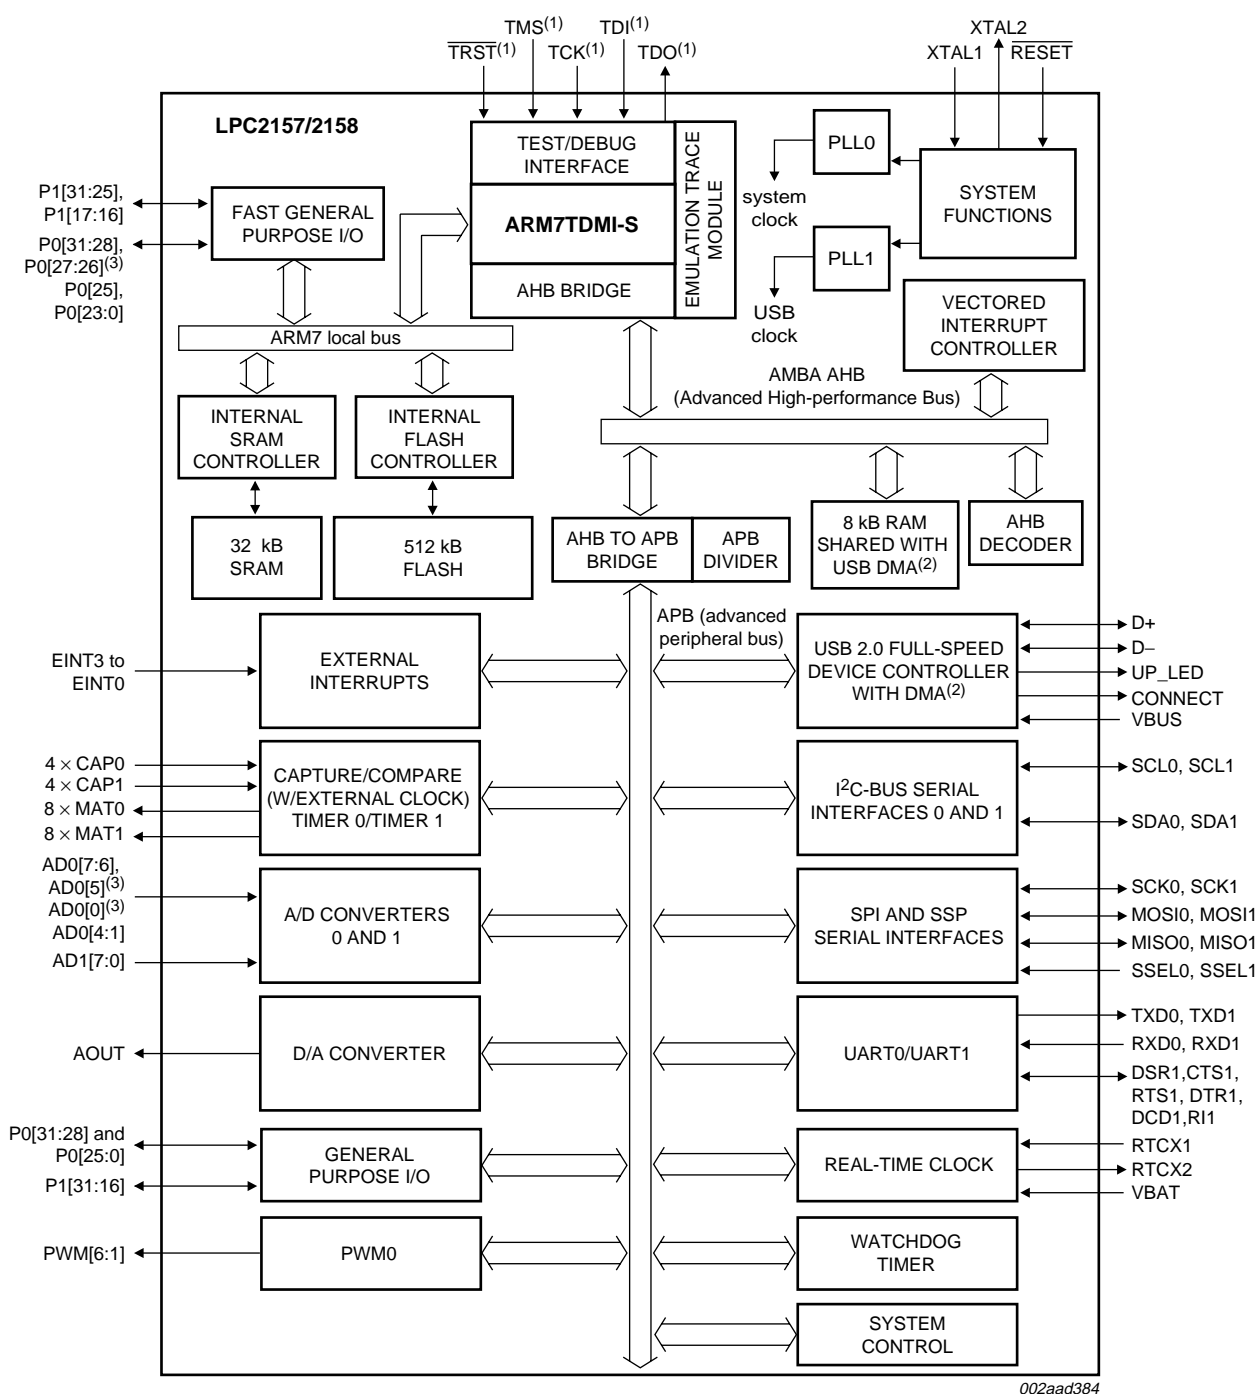 TMS(1)
TDI(1)
XTAL2
TRST(1)
TCK(1)
TDO(1)
XTAL1
RESET
LPC2157/2158
TEST/DEBUG
INTERFACE
ARM7TDMI-S
AHB BRIDGE
EMULATION TRACE
MODULE
PLL0
system
clock
PLL1
USB
clock
SYSTEM
FUNCTIONS
P1[31:25],
P1[17:16]
P0[31:28],
P0[27:26](3)
P0[25],
P0[23:0]
FAST GENERAL
PURPOSE I/O
VECTORED
INTERRUPT
CONTROLLER
ARM7 local bus
AMBA AHB
(Advanced High-performance Bus)
INTERNAL
SRAM
CONTROLLER
INTERNAL
FLASH
CONTROLLER
32 kB
SRAM
512 kB
FLASH
AHB TO APB
BRIDGE
APB
DIVIDER
8 kB RAM
SHARED WITH
USB DMA(2)
AHB
DECODER
APB (advanced
peripheral bus)
EINT3 to
EINT0
EXTERNAL
INTERRUPTS
USB 2.0 FULL-SPEED
DEVICE CONTROLLER
WITH DMA(2)
D+
D−
UP_LED
CONNECT
VBUS
4 × CAP0
4 × CAP1
8 × MAT0
8 × MAT1
CAPTURE/COMPARE
(W/EXTERNAL CLOCK)
TIMER 0/TIMER 1
I2C-BUS SERIAL
INTERFACES 0 AND 1
SCL0, SCL1
SDA0, SDA1
AD0[7:6],
AD0[5](3)
AD0[0](3)
AD0[4:1]
AD1[7:0]
A/D CONVERTERS
0 AND 1
SPI AND SSP
SERIAL INTERFACES
SCK0, SCK1
MOSI0, MOSI1
MISO0, MISO1
SSEL0, SSEL1
AOUT
D/A CONVERTER
UART0/UART1
TXD0, TXD1
RXD0, RXD1
DSR1,CTS1,
RTS1, DTR1,
DCD1,RI1
P0[31:28] and
P0[25:0]
P1[31:16]
GENERAL
PURPOSE I/O
REAL-TIME CLOCK
RTCX1
RTCX2
VBAT
PWM[6:1]
PWM0
WATCHDOG
TIMER
SYSTEM
CONTROL
002aad384